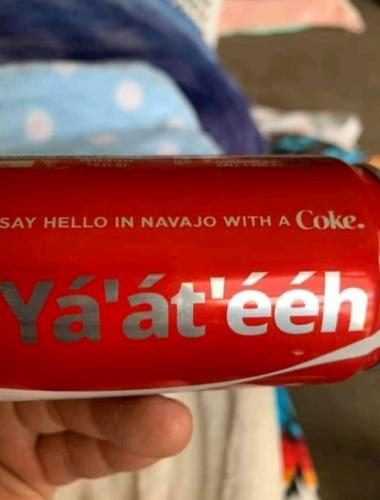 SAY HELLO IN NAVAJO WITH A Coke.
Yá'át'ééh